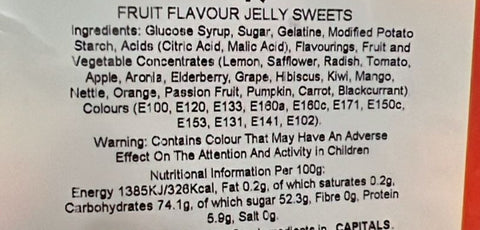 FRUIT FLAVOUR JELLY SWEETS
Ingredients: Glucose Syrup, Sugar, Gelatine, Modified Potato
Starch, Acids (Citric Acid, Malic Acid), Flavourings, Fruit and
Vegetable Concentrates (Lemon, Safflower, Radish, Tomato,
Apple, Aronia, Elderberry, Grape, Hibiscus, Kiwi, Mango,
Nettle, Orange, Passion Fruit, Pumpkin, Carrot, Blackcurrant)
Colours (E100, E120, E133, E160a, E160c, E171, E150c,
E153, E131, E141, E102).
Warning: Contains Colour That May Have An Adverse
Effect On The Attention And Activity in Children
Nutritional Information Per 100g:
Energy 1385KJ/326Kcal, Fat 0.2g, of which saturates 0.2g,
Carbohydrates 74.1g, of which sugar 52.3g, Fibre 0g, Protein
5.9g, Salt 0g.
in CAPITALS.